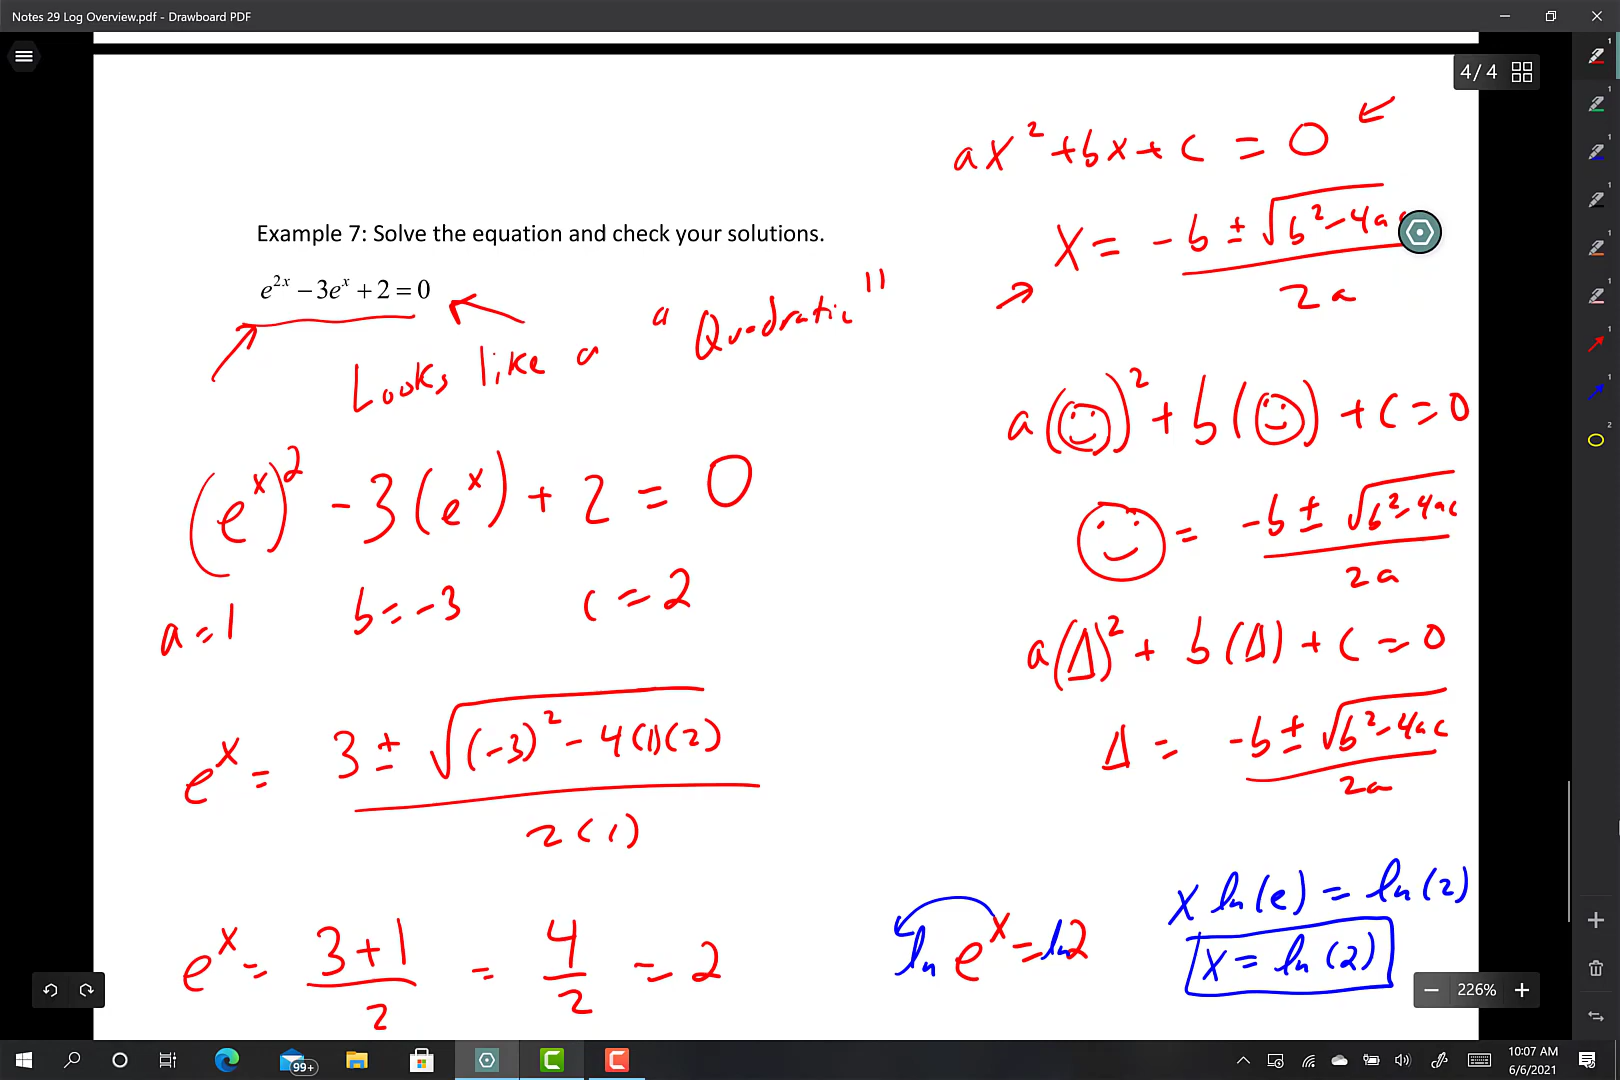 Notes 29 Log Overview.pdf - Drawboard PDF
4 / 4
ax² + bx + c = 0
Example 7: Solve the equation and check your solutions.
x = -b ± √b² - 4a
2a
e^{2x} − 3e^x + 2 = 0
Looks like a "Quadratic"
a(☺)² + b(☺) + c = 0
(e^x)² - 3(e^x) + 2 = 0
☺ = -b ± √b² - 4ac
2a
a = 1 b = -3 c = 2
a(Δ)² + b(Δ) + c = 0
e^x = 3 ± √(-3)² - 4(1)(2)
2(1)
Δ = -b ± √b² - 4ac
2a
x ln(e) = ln(2)
e^x = 3+1 = 4 = 2
2 2
ln e^x = ln 2
x = ln(2)
226%
99+
10:07 AM
6/6/2021